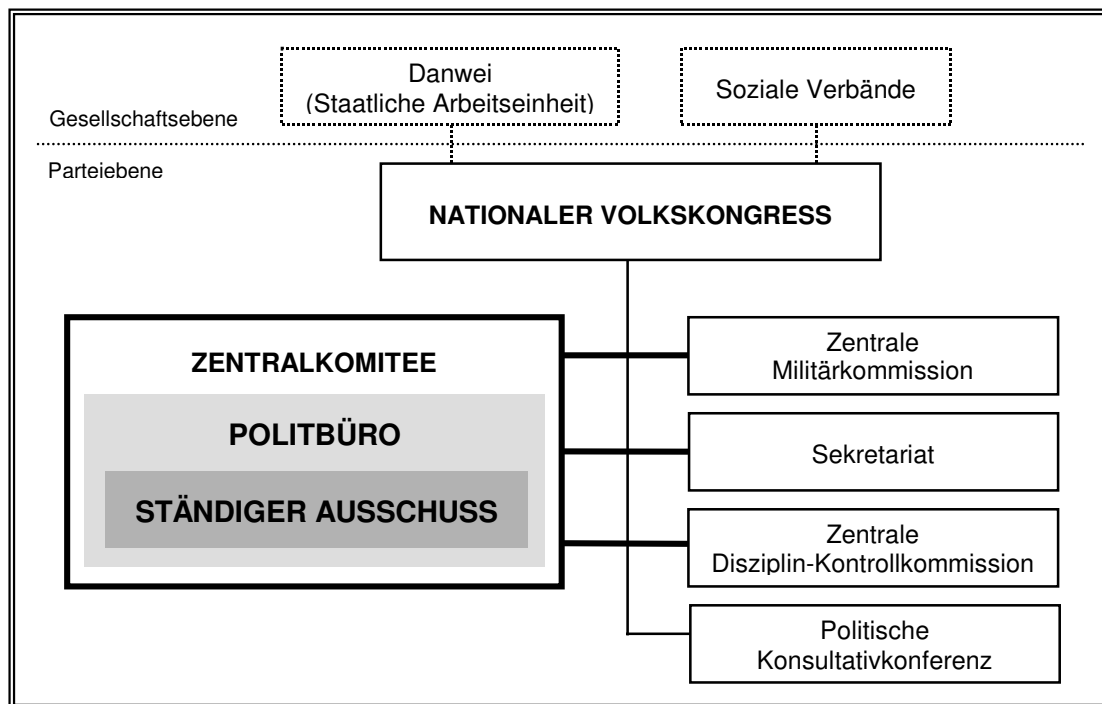 Danwei
(Staatliche Arbeitseinheit)
Soziale Verbände
Gesellschaftsebene
Parteiebene
NATIONALER VOLKSKONGRESS
ZENTRALKOMITEE
POLITBÜRO
STÄNDIGER AUSSCHUSS
Zentrale
Militärkommission
Sekretariat
Zentrale
Disziplin-Kontrollkommission
Politische
Konsultativkonferenz